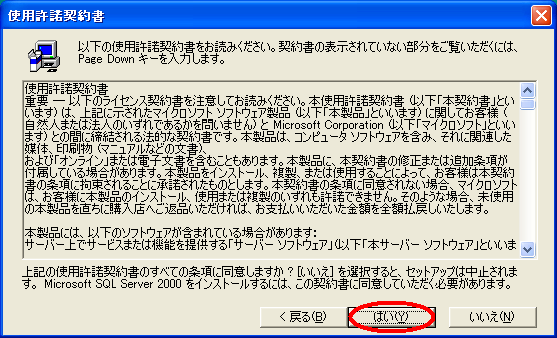 使用許諾契約書
以下の使用許諾契約書をお読みください。契約書の表示されていない部分をご覧いただくには、
Page Down キーを入力します。
使用許諾契約書
重要 ― 以下のライセンス契約書を注意してお読みください。本使用許諾契約書 (以下｢本契約書｣とい
います) は、上記に示されたマイクロソフト ソフトウェア製品 (以下｢本製品｣といいます) に関してお客様 (
自然人または法人のいずれであるかを問いません) と Microsoft Corporation (以下｢マイクロソフト｣といい
ます) との間に締結される法的な契約書です。本製品は、コンピュータ ソフトウェアを含み、それに関連した
媒体、印刷物 (マニュアルなどの文書)、
および｢オンライン｣または電子文書を含むこともあります。本製品に、本契約書の修正または追加条項が
付属している場合があります。本製品をインストール、複製、または使用することによって、お客様は本契約
書の条項に拘束されることに承諾されたものとします。本契約書の条項に同意されない場合、マイクロソフト
は、お客様に本製品のインストール、使用または複製のいずれも許諾できません。そのような場合、未使用
の本製品を直ちに購入店へご返品いただければ、お支払いいただいた金額を全額払戻しいたします。
本製品には、以下のソフトウェアが含まれている場合があります:
サーバー上でサービスまたは機能を提供する｢サーバー ソフトウェア｣(以下｢本サーバー ソフトウェア｣といいま
上記の使用許諾契約書のすべての条項に同意しますか ? [いいえ] を選択すると、セットアップは中止されま
す。 Microsoft SQL Server 2000 をインストールするには、この契約書に同意していただく必要があります。
< 戻る(B)
はい(Y)
いいえ(N)